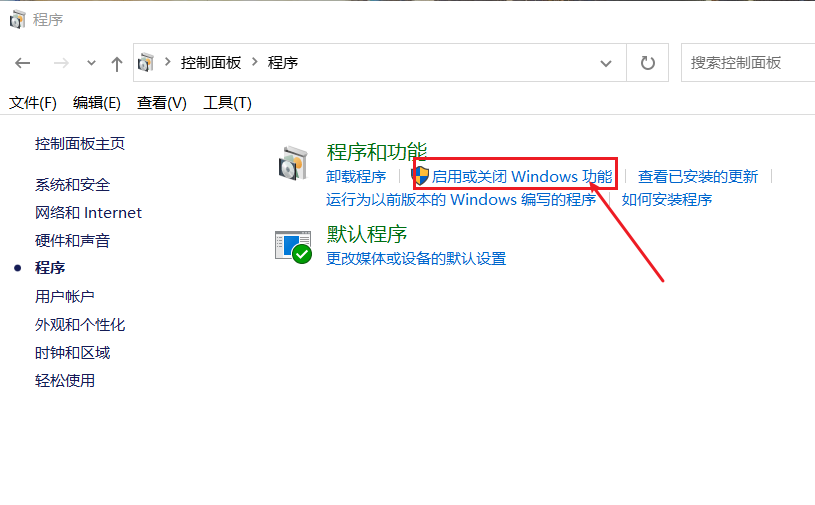 程序
控制面板 程序
搜索控制面板
文件(F) 编辑(E) 查看(V) 工具(T)
控制面板主页
系统和安全
网络和 Internet
硬件和声音
程序
用户帐户
外观和个性化
时钟和区域
轻松使用
程序和功能
卸载程序 启用或关闭 Windows 功能 查看已安装的更新
运行为以前版本的 Windows 编写的程序 如何安装程序
默认程序
更改媒体或设备的默认设置